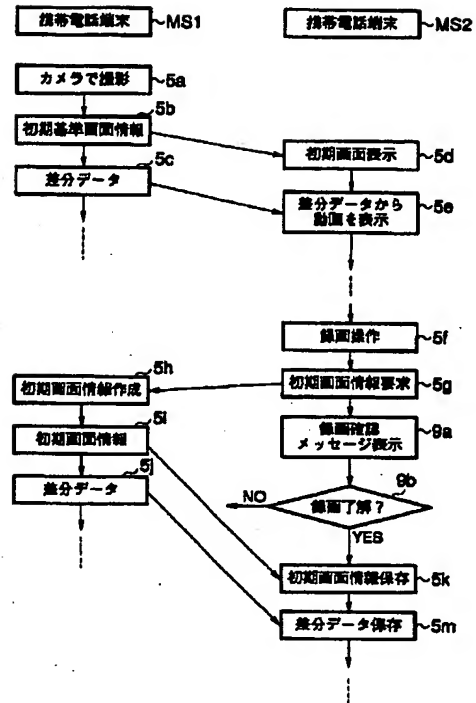 携帯電話端末 MS1
携帯電話端末 MS2
カメラで撮影 5a
初期基準画面情報 5b
差分データ 5c
初期画面表示 5d
差分データから 5e
動画を表示
録画操作 5f
初期画面情報要求 5g
初期画面情報作成 5h
初期画面情報 5i
差分データ 5j
録画確認 9a
メッセージ表示
録画了解? 9b
NO
YES
初期画面情報保存 5k
差分データ保存 5m